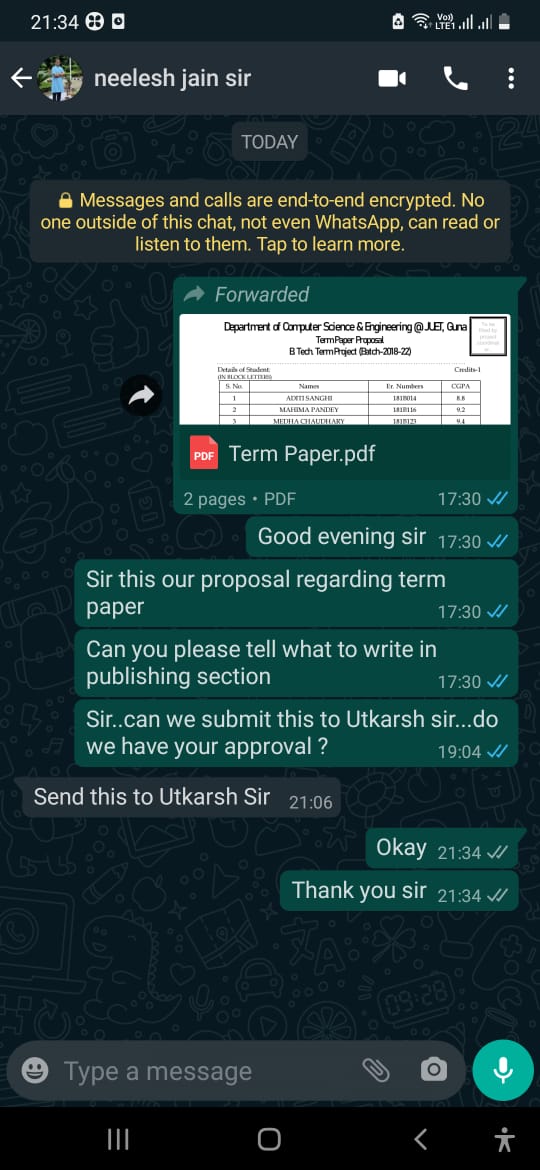 21:34
Vo))
LTE1
neelesh jain sir
TODAY
Messages and calls are end-to-end encrypted. No
one outside of this chat, not even WhatsApp, can read or
listen to them. Tap to learn more.
Forwarded
Department of Computer Science & Engineering @ JUET, Guna
Term Paper Proposal
B.Tech. Term Project (Batch-2018-22)
To be
filled by
project
Details of Student: Credits-1
(IN BLOCK LETTERS)
S. No. Names Er. Numbers CGPA
1 ADITI SANGHI 181B014 8.8
2 MAHIMA PANDEY 181B116 9.2
3 MEDHA CHAUDHARY 181B123 9.4
PDF Term Paper.pdf
2 pages • PDF 17:30
Good evening sir 17:30
Sir this our proposal regarding term
paper 17:30
Can you please tell what to write in
publishing section 17:30
Sir..can we submit this to Utkarsh sir...do
we have your approval ? 19:04
Send this to Utkarsh Sir 21:06
Okay 21:34
Thank you sir 21:34
Type a message